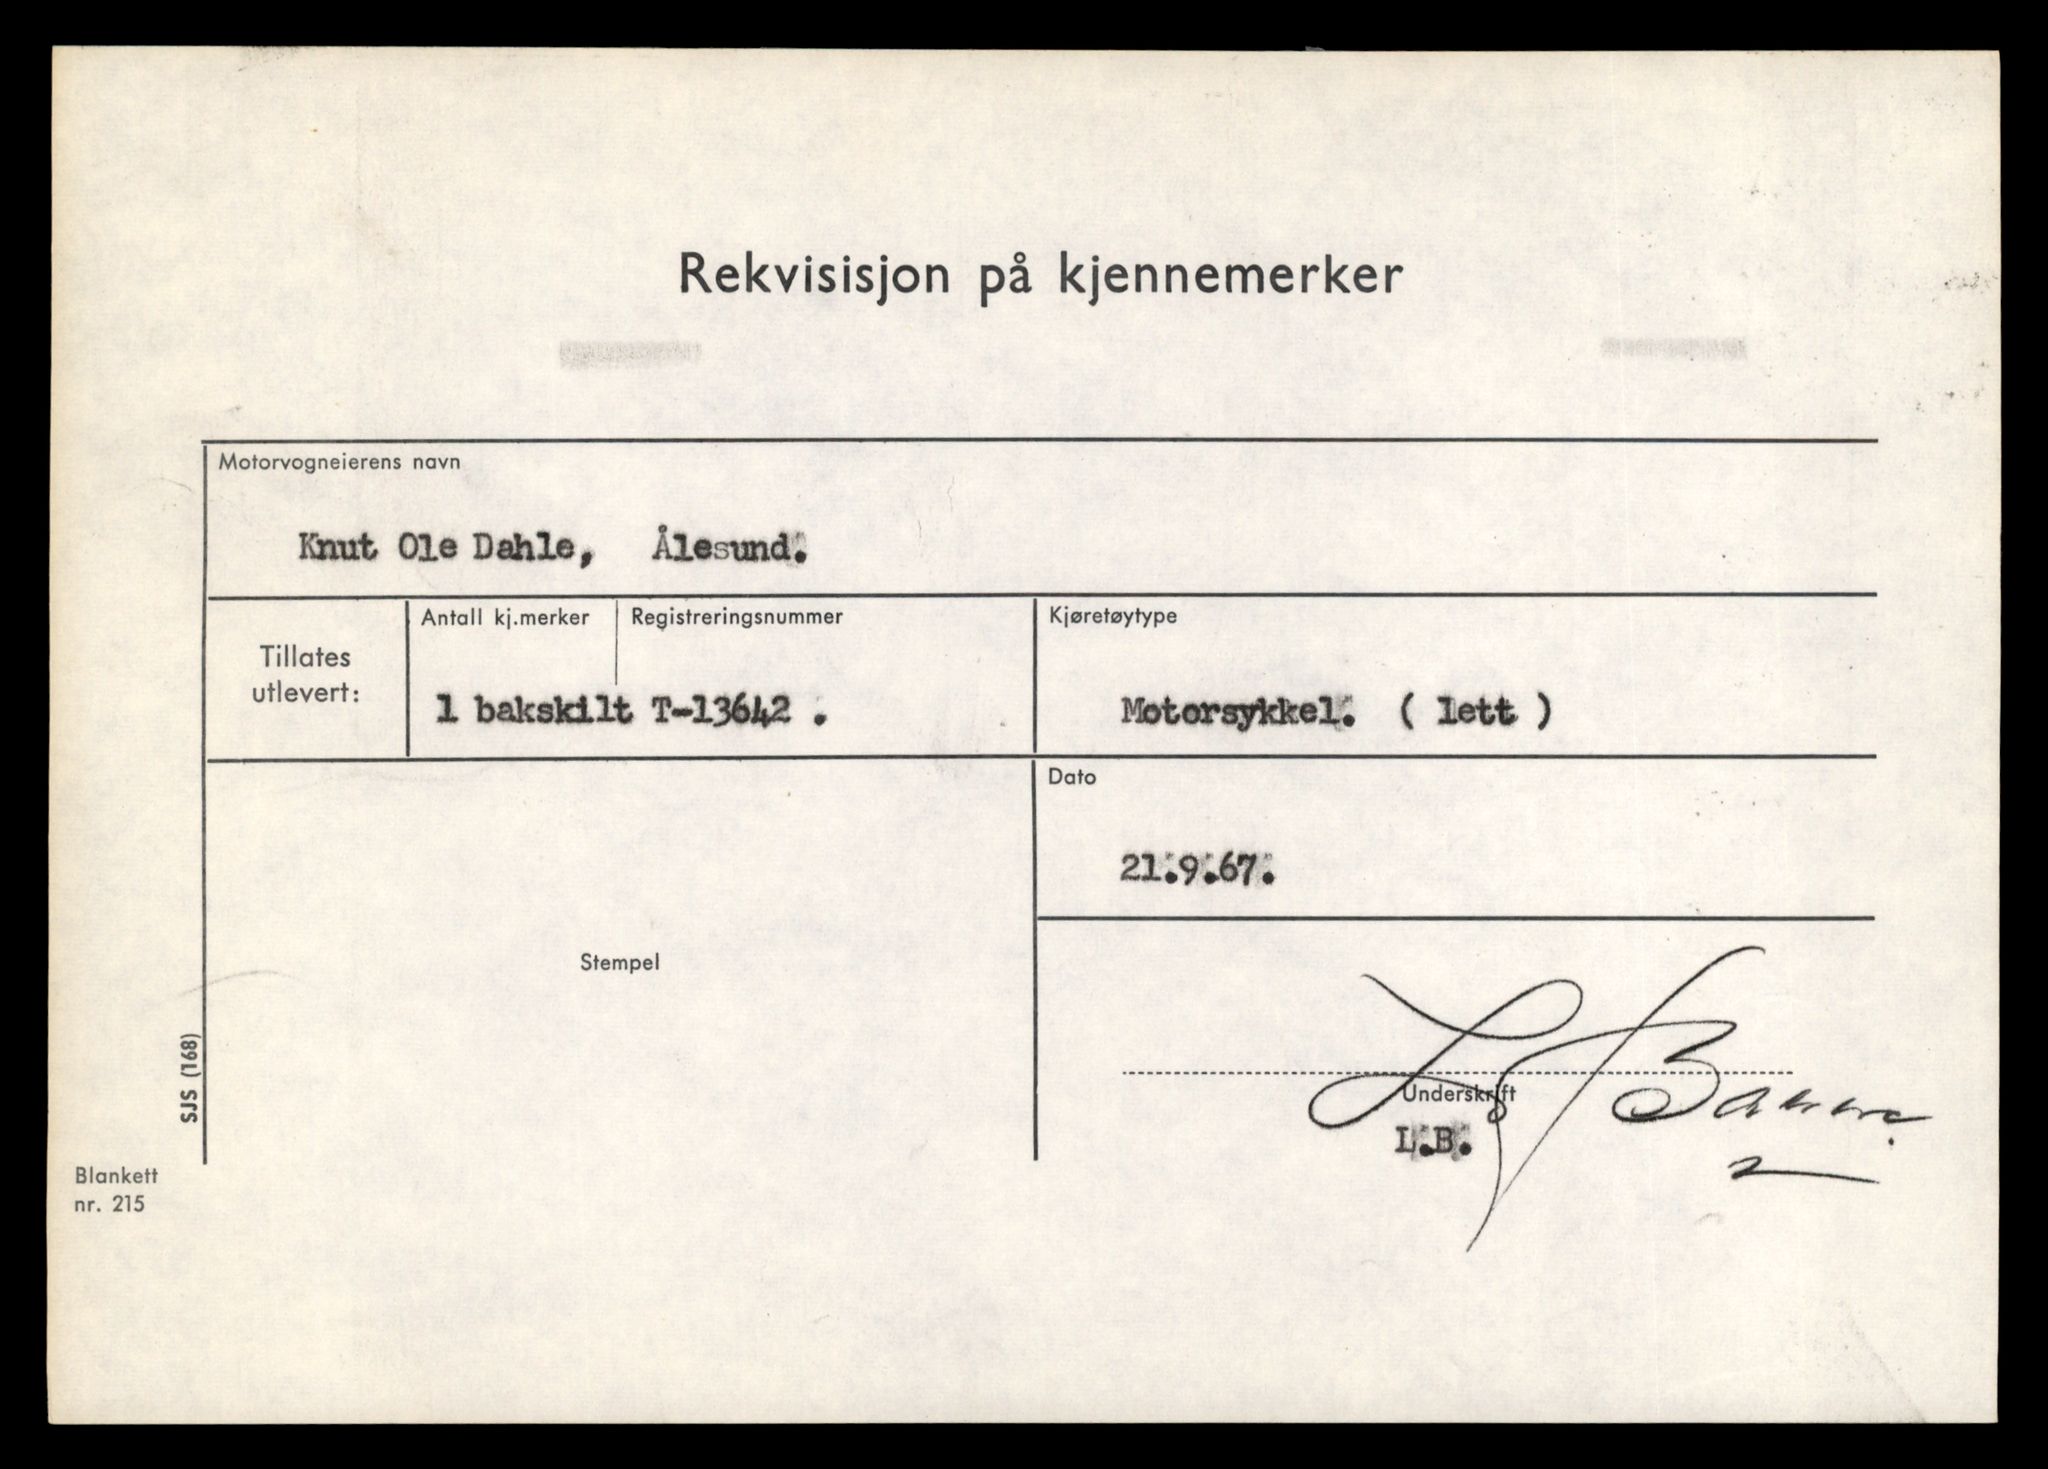 Rekvisisjon på kjennemerker
Motorvogneierens navn
Knut Ole Dahle, Ålesund.
Tillates
utlevert:
Antall kj.merker
Registreringsnummer
Kjøretøytype
1 bakskilt T-13642 .
Motorsykkel. ( lett )
Dato
21.9.67.
Stempel
Underskrift
L.B.
SJS (168)
Blankett
nr. 215